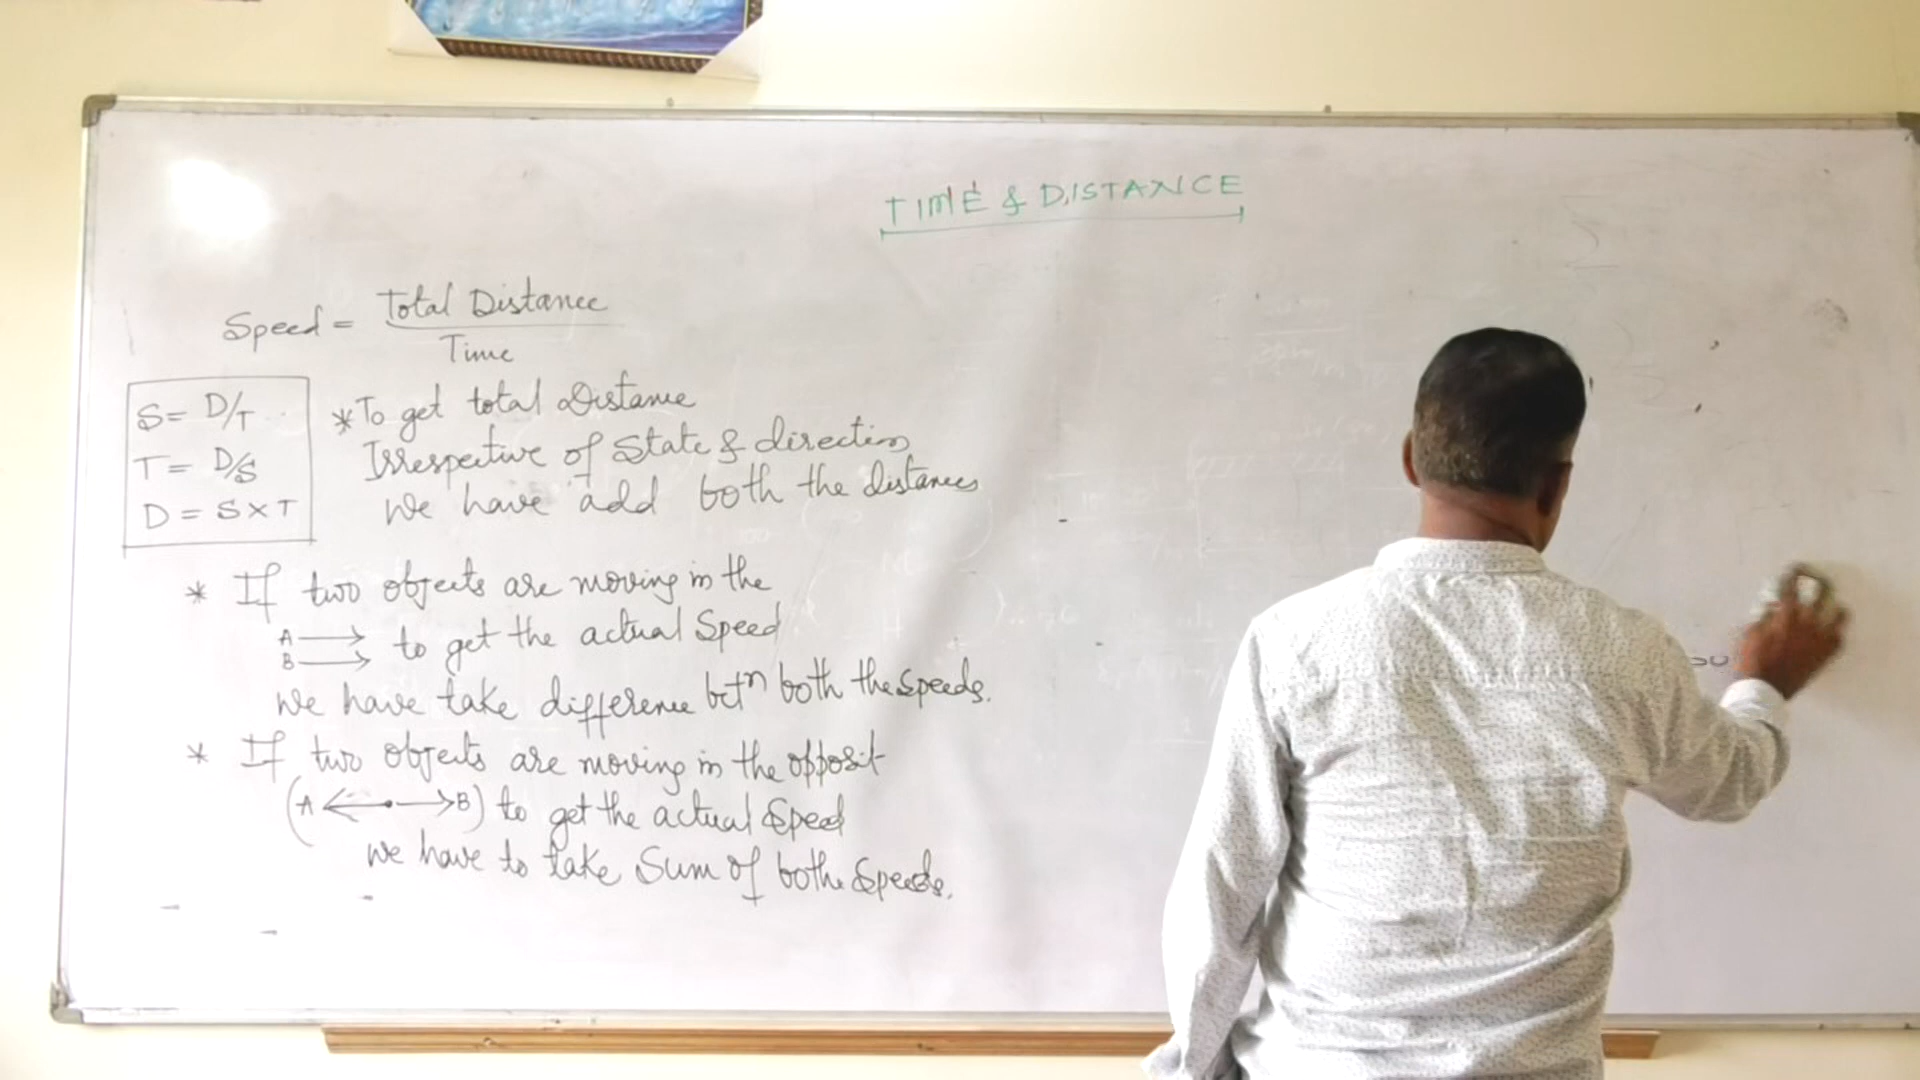 TIME & DISTANCE
Speed = Total Distance
Time
S = D/T
T = D/S
D = S X T
* To get total Distance
Irrespective of State & direction
We have add both the distances
* If two objects are moving in the
A → B → to get the actual Speed
We have take difference betn both the Speeds.
* If two objects are moving in the opposit
(A ← • → B) to get the actual Speed
We have to take Sum of both Speeds.